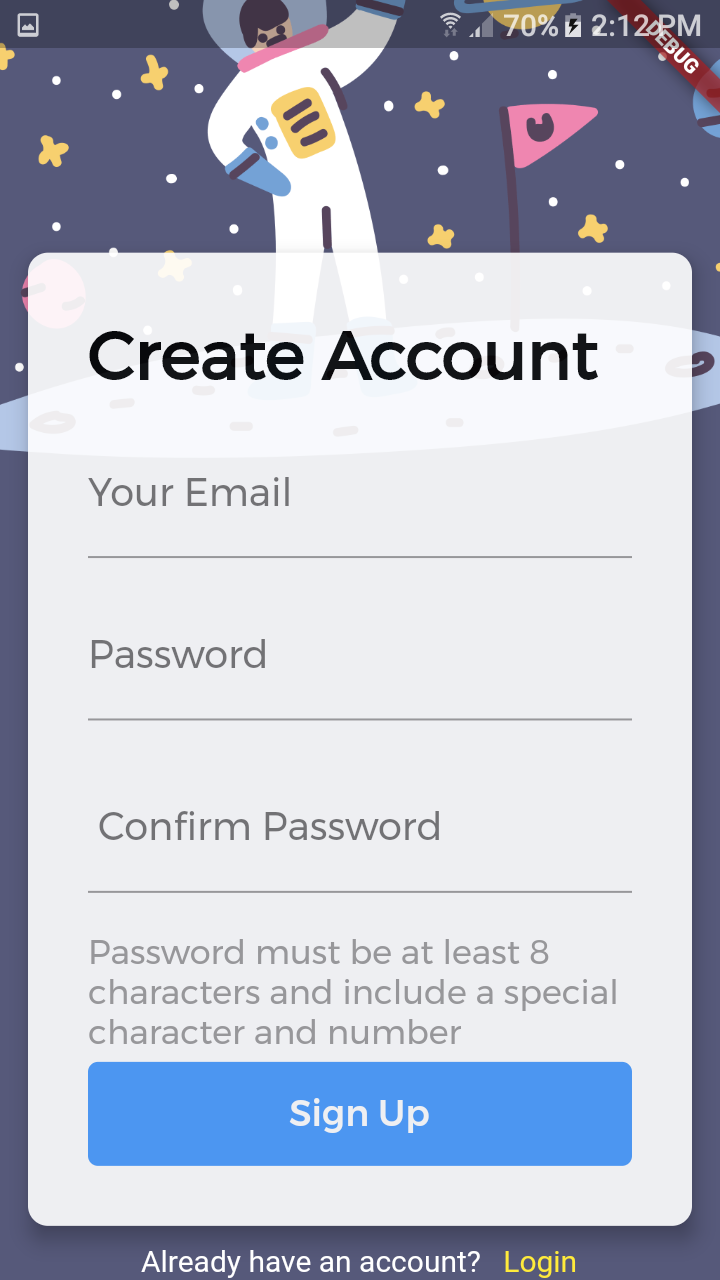 70% 2:12 PM
DEBUG
Create Account
Your Email
Password
Confirm Password
Password must be at least 8
characters and include a special
character and number
Sign Up
Already have an account? Login